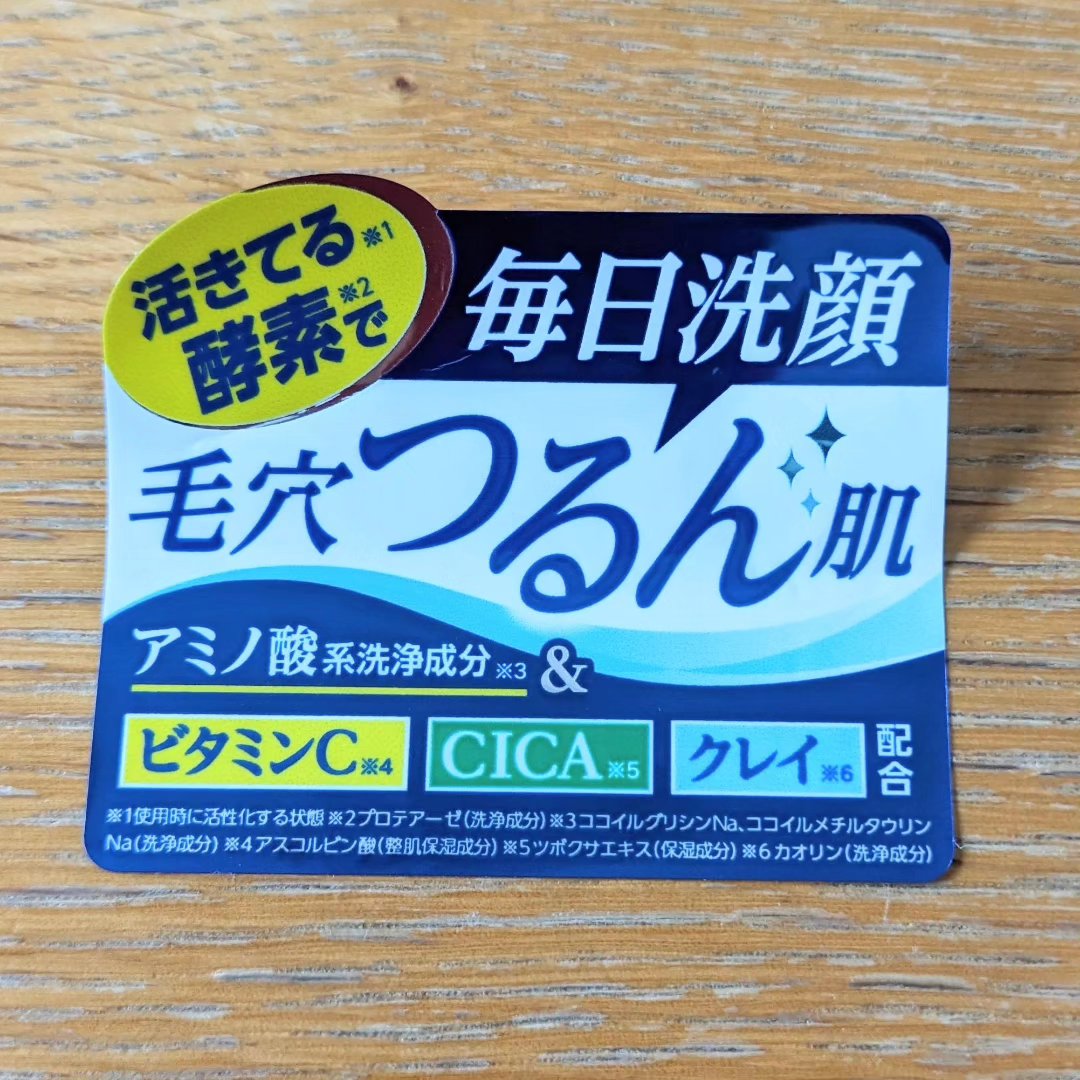 活きてる※1
酵素※2で
毎日洗顔
毛穴つるん肌
アミノ酸系洗浄成分※3 &
ビタミンC※4 CICA※5 クレイ※6 配合
※1使用時に活性化する状態 ※2プロテアーゼ(洗浄成分) ※3ココイルグリシンNa、ココイルメチルタウリン
Na(洗浄成分) ※4アスコルビン酸(整肌保湿成分) ※5ツボクサエキス(保湿成分) ※6カオリン(洗浄成分)